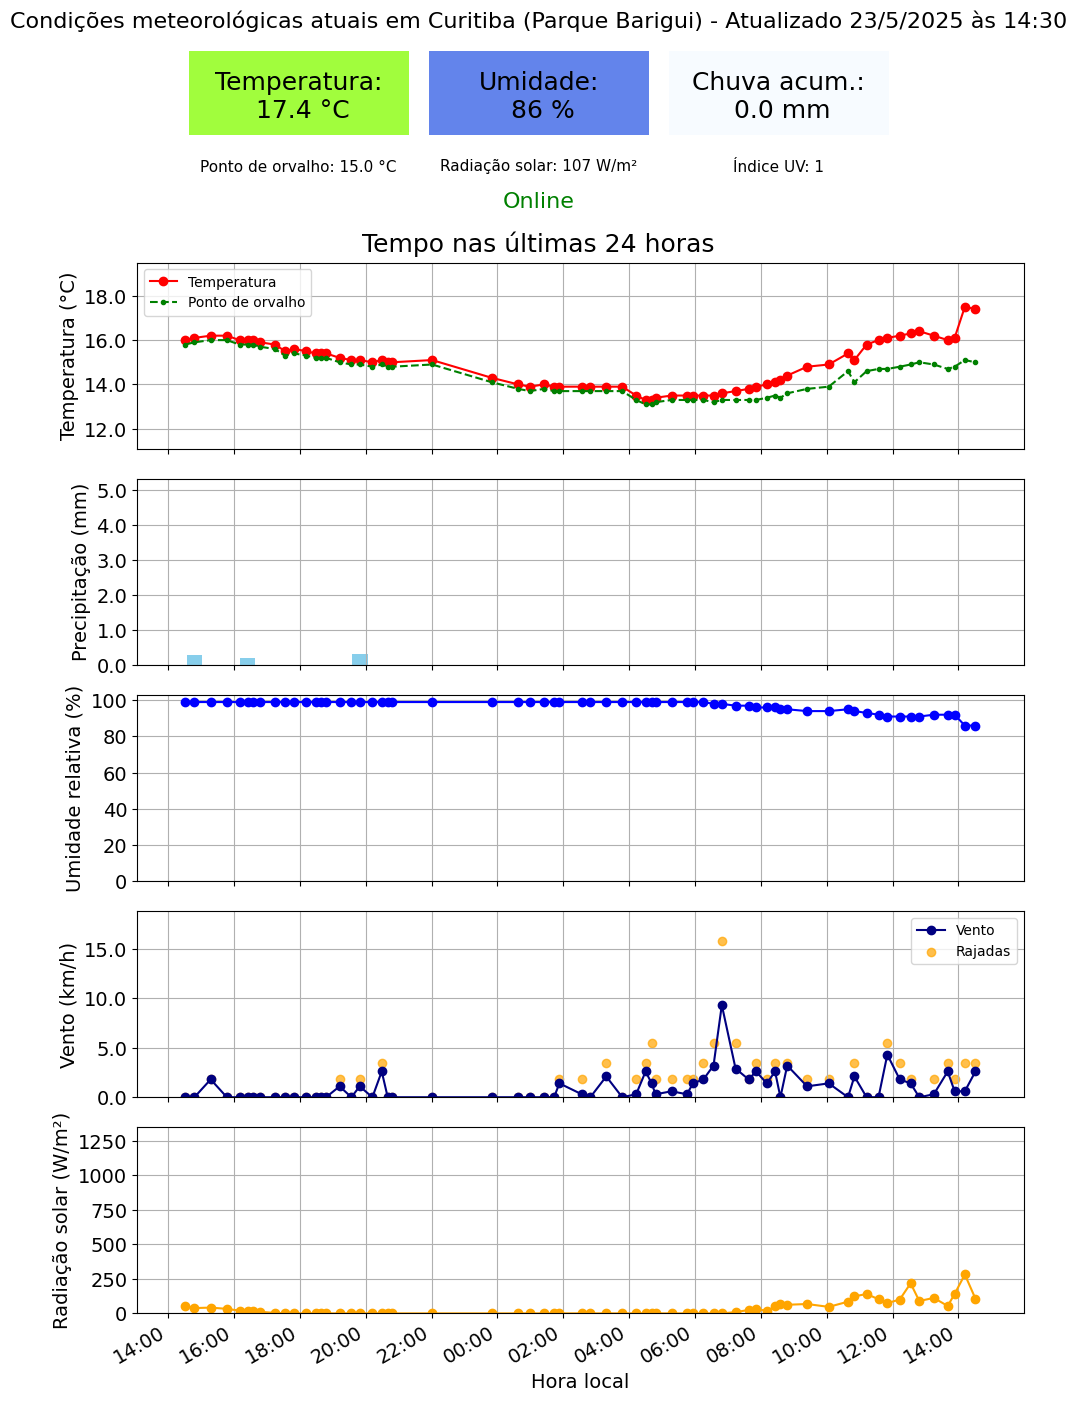 Condições meteorológicas atuais em Curitiba (Parque Barigui) - Atualizado 23/5/2025 às 14:30
Temperatura:
17.4 °C
Umidade:
86 %
Chuva acum.:
0.0 mm
Ponto de orvalho: 15.0 °C
Radiação solar: 107 W/m²
Índice UV: 1
Online
Tempo nas últimas 24 horas
Temperatura (°C)
18.0
16.0
14.0
12.0
Temperatura
Ponto de orvalho
Precipitação (mm)
5.0
4.0
3.0
2.0
1.0
0.0
Umidade relativa (%)
100
80
60
40
20
0
Vento (km/h)
15.0
10.0
5.0
0.0
Vento
Rajadas
Radiação solar (W/m²)
1250
1000
750
500
250
0
14:00
16:00
18:00
20:00
22:00
00:00
02:00
04:00
06:00
08:00
10:00
12:00
14:00
Hora local